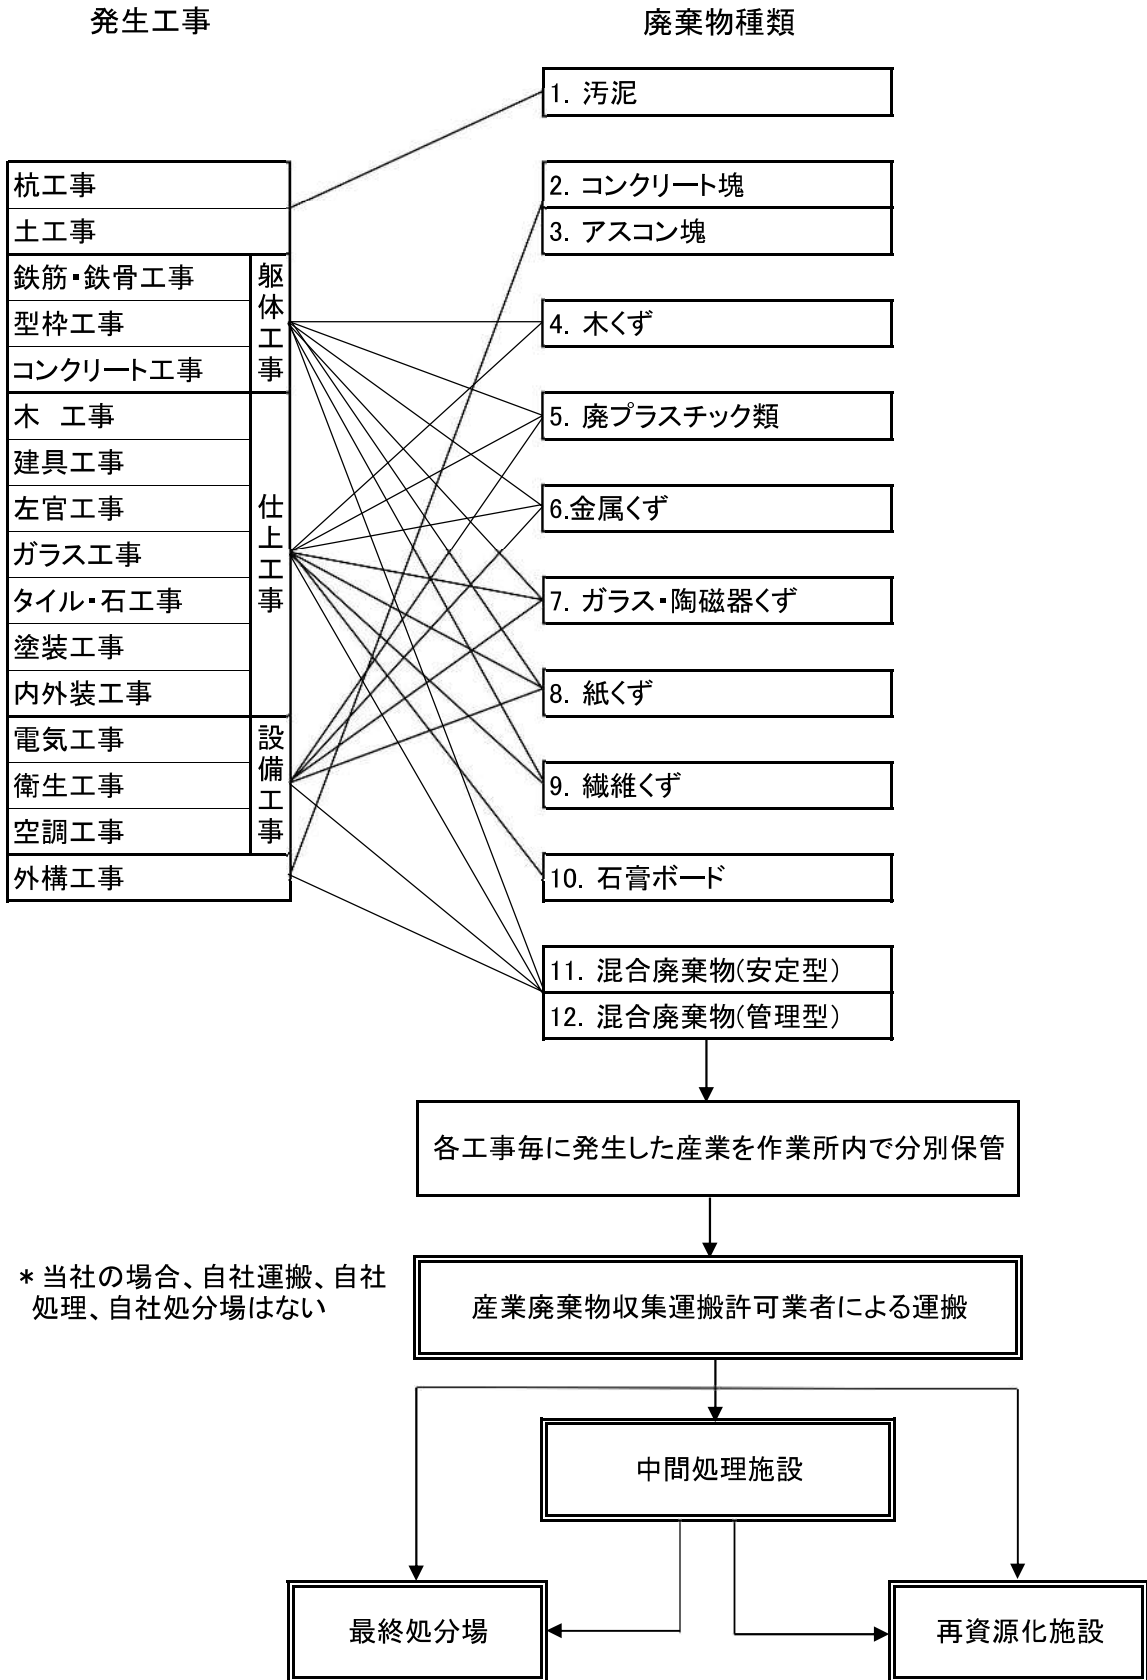 発生工事
廃棄物種類
1. 汚泥
杭工事
土工事
鉄筋・鉄骨工事
型枠工事
コンクリート工事
躯体工事
木　工事
建具工事
左官工事
ガラス工事
タイル・石工事
塗装工事
内外装工事
仕上工事
電気工事
衛生工事
空調工事
設備工事
外構工事
2. コンクリート塊
3. アスコン塊
4. 木くず
5. 廃プラスチック類
6.金属くず
7. ガラス・陶磁器くず
8. 紙くず
9. 繊維くず
10. 石膏ボード
11. 混合廃棄物(安定型)
12. 混合廃棄物(管理型)
各工事毎に発生した産業を作業所内で分別保管
＊当社の場合、自社運搬、自社
処理、自社処分場はない
産業廃棄物収集運搬許可業者による運搬
中間処理施設
最終処分場
再資源化施設